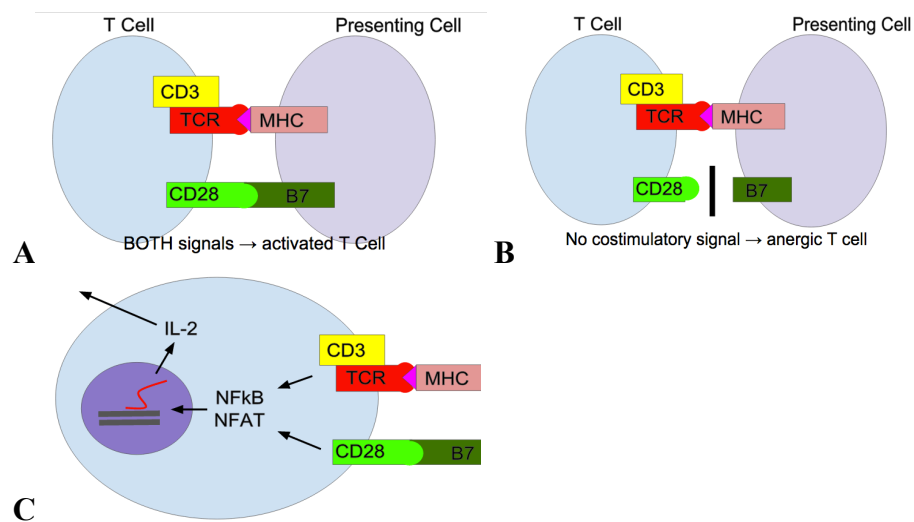 T Cell
Presenting Cell
CD3
TCR
MHC
CD28
B7
BOTH signals → activated T Cell
A
T Cell
Presenting Cell
CD3
TCR
MHC
CD28
B7
No costimulatory signal → anergic T cell
B
IL-2
CD3
TCR
MHC
NFkB
NFAT
CD28
B7
C